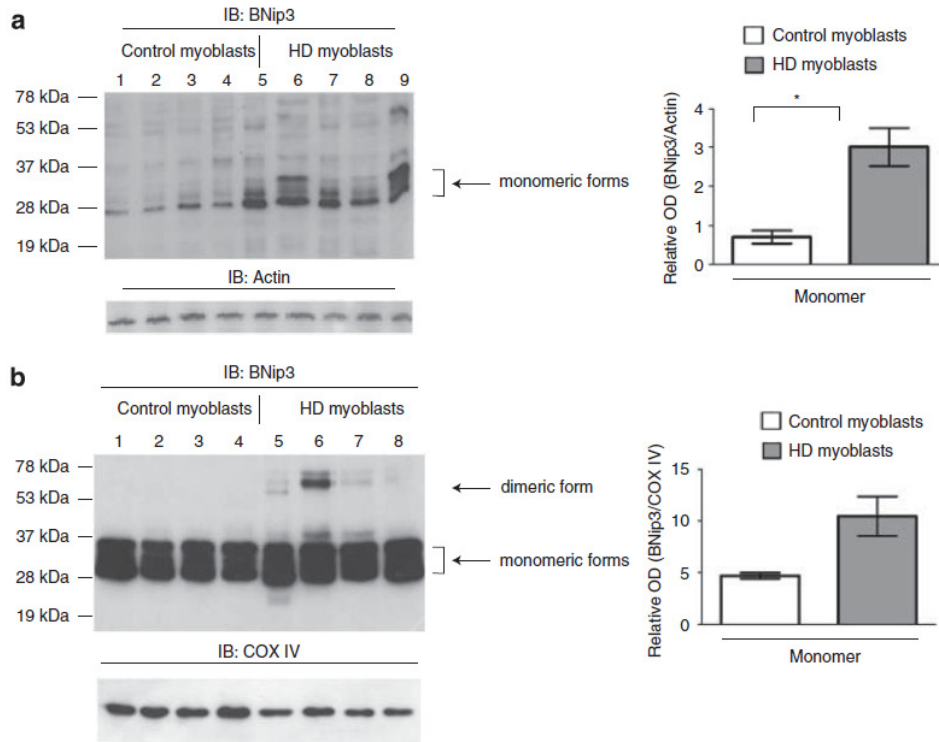 a
IB: BNip3
Control myoblasts HD myoblasts
1 2 3 4 5 6 7 8 9
78 kDa
53 kDa
37 kDa
28 kDa
19 kDa
monomeric forms
IB: Actin
Control myoblasts
HD myoblasts
Relative OD (BNip3/Actin)
4
3
2
1
0
*
Monomer
b
IB: BNip3
Control myoblasts HD myoblasts
1 2 3 4 5 6 7 8
78 kDa
53 kDa
37 kDa
28 kDa
19 kDa
dimeric form
monomeric forms
IB: COX IV
Control myoblasts
HD myoblasts
Relative OD (BNip3/COX IV)
15
10
5
0
Monomer